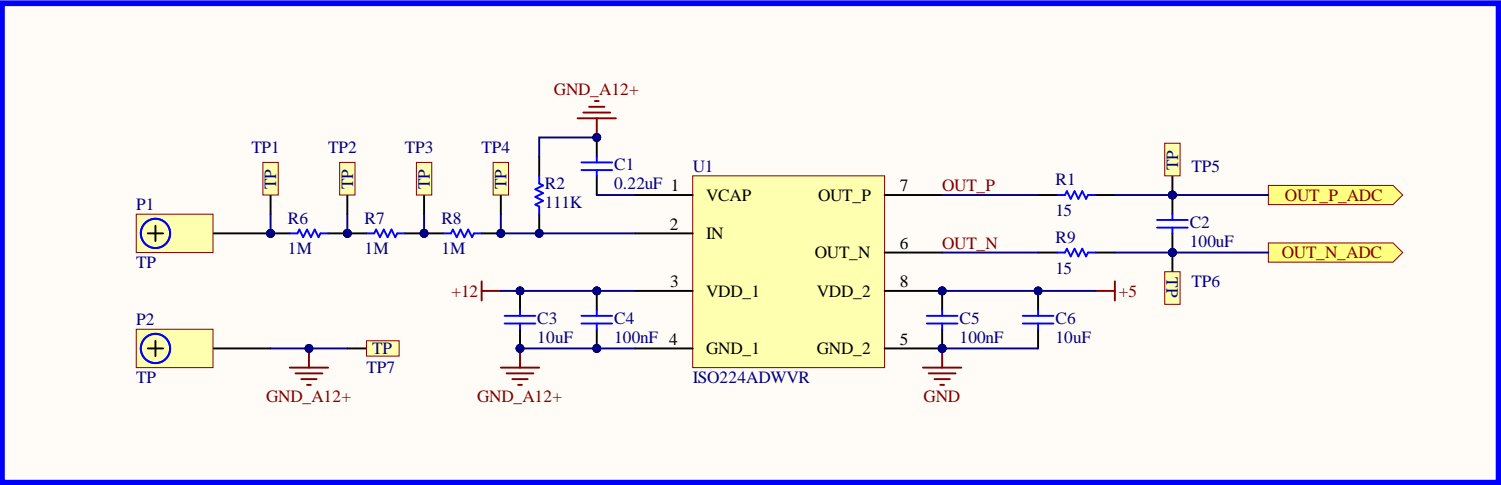 GND_A12+
TP1
TP2
TP3
TP4
TP
TP
TP
TP
TP
TP5
P1
TP
R6
1M
R7
1M
R8
1M
R2
111K
C1
0.22uF
U1
1
VCAP
2
IN
3
VDD_1
4
GND_1
OUT_P
7
OUT_N
6
VDD_2
8
GND_2
5
ISO224ADWVR
OUT_P
R1
15
OUT_P_ADC
C2
100uF
OUT_N
R9
15
OUT_N_ADC
TP
TP6
+12
C3
10uF
C4
100nF
GND_A12+
+5
C5
100nF
C6
10uF
GND
P2
TP
TP
TP7
GND_A12+